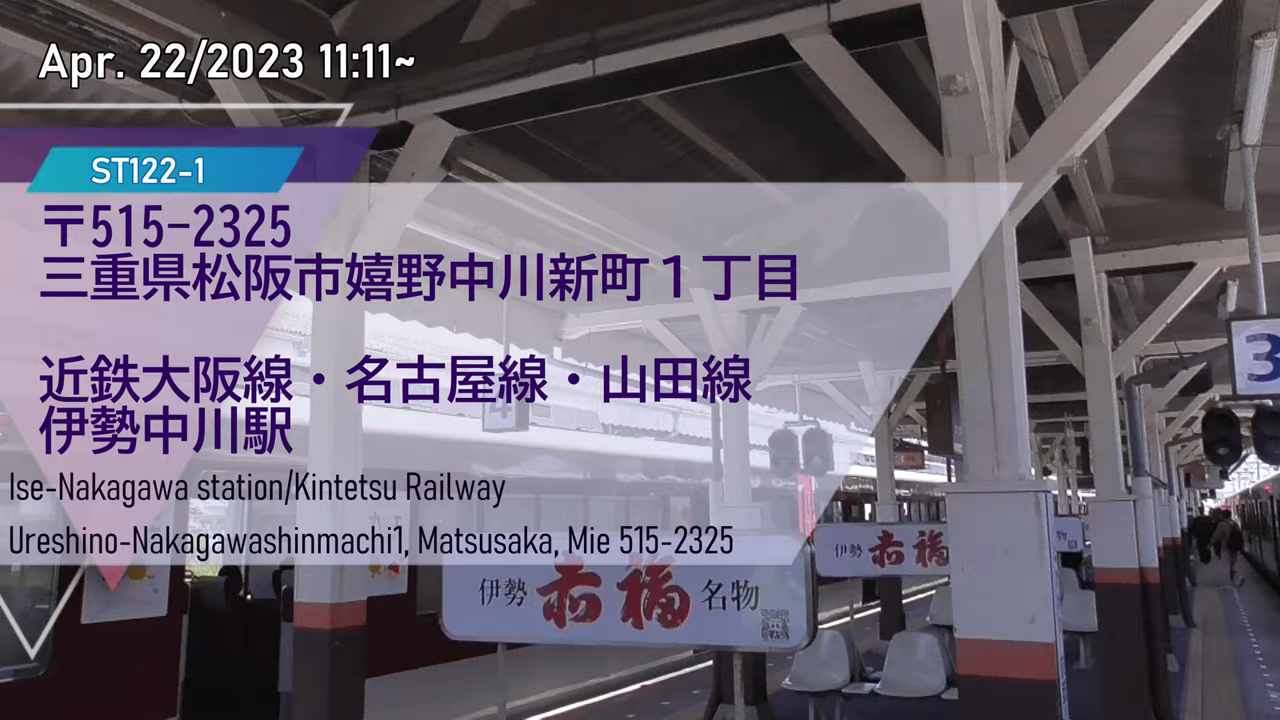 Apr. 22/2023 11:11~
ST122-1
〒515-2325
三重県松阪市嬉野中川新町１丁目
近鉄大阪線・名古屋線・山田線
伊勢中川駅
Ise-Nakagawa station/Kintetsu Railway
Ureshino-Nakagawashinmachi1, Matsusaka, Mie 515-2325
3
4
伊勢 赤福
伊勢 赤福 名物